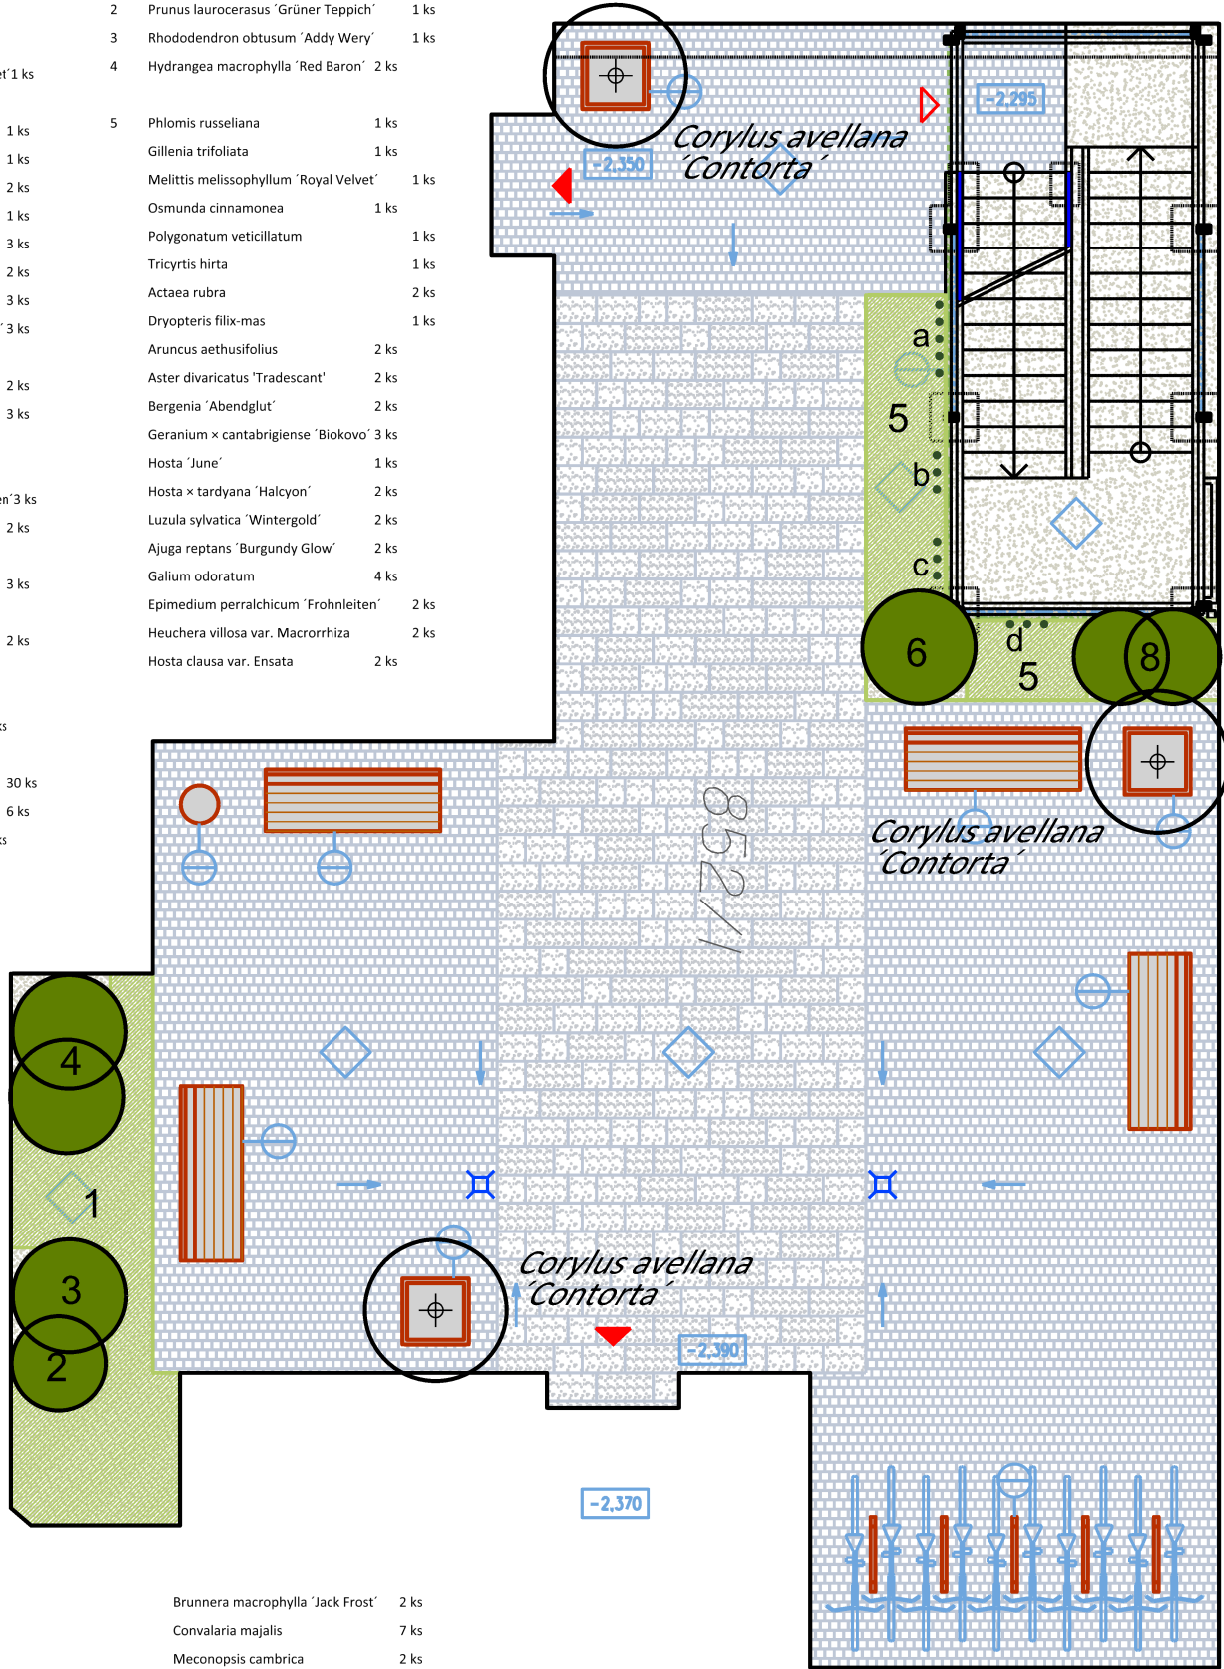 2 Prunus laurocerasus ´Grüner Teppich´ 1 ks
3 Rhododendron obtusum ´Addy Wery´ 1 ks
4 Hydrangea macrophylla ´Red Baron´ 2 ks
et´1 ks
5 Phlomis russeliana 1 ks
1 ks
Gillenia trifoliata 1 ks
1 ks
Melittis melissophyllum ´Royal Velvet´ 1 ks
2 ks
Osmunda cinnamonea 1 ks
1 ks
Polygonatum veticillatum 1 ks
3 ks
Tricyrtis hirta 1 ks
2 ks
Actaea rubra 2 ks
3 ks
Dryopteris filix-mas 1 ks
´3 ks
Aruncus aethusifolius 2 ks
Aster divaricatus 'Tradescant' 2 ks
2 ks
Bergenia ´Abendglut´ 2 ks
3 ks
Geranium × cantabrigiense ´Biokovo´ 3 ks
Hosta ´June´ 1 ks
Hosta × tardyana ´Halcyon´ 2 ks
en´3 ks
Luzula sylvatica ´Wintergold´ 2 ks
2 ks
Ajuga reptans ´Burgundy Glow´ 2 ks
Galium odoratum 4 ks
3 ks
Epimedium perralchicum ´Frohnleiten´ 2 ks
Heuchera villosa var. Macrorrhiza 2 ks
2 ks
Hosta clausa var. Ensata 2 ks
ks
30 ks
6 ks
ks
-2,295
Corylus avellana
´Contorta´
-2,350
a
5
b
c
6
d
5
8
1/258
Corylus avellana
´Contorta´
4
1
3
2
Corylus avellana
´Contorta´
-2,390
-2,370
Brunnera macrophylla ´Jack Frost´ 2 ks
Convalaria majalis 7 ks
Meconopsis cambrica 2 ks